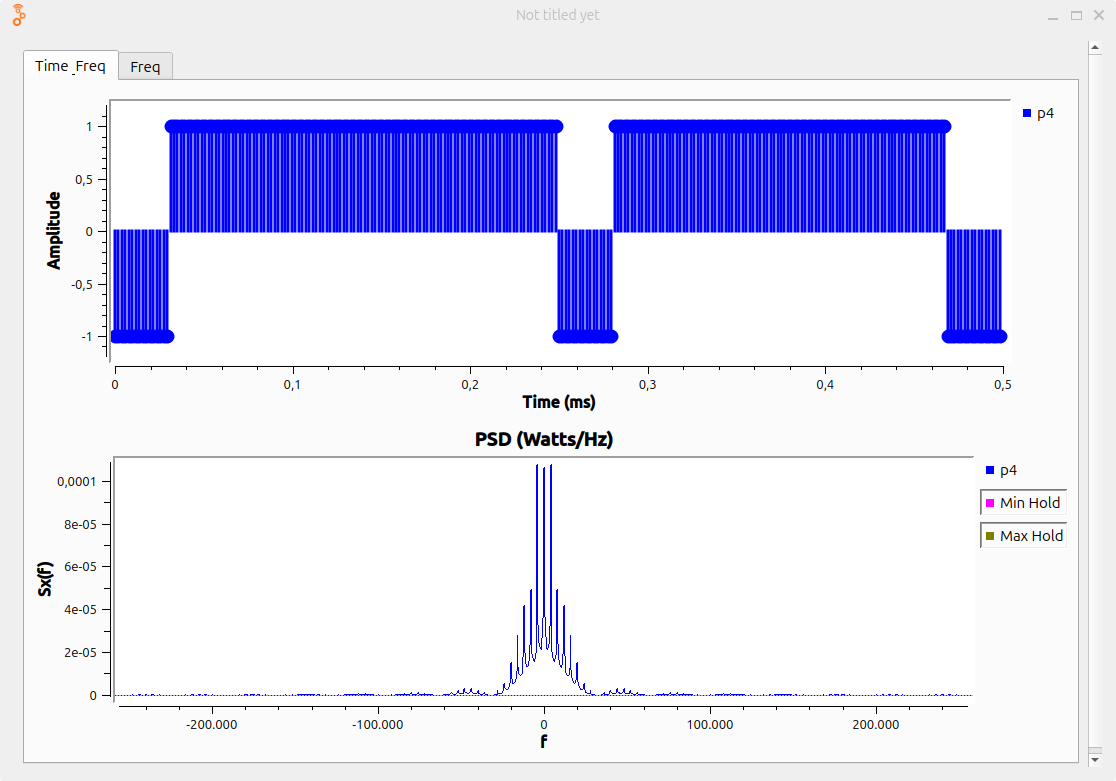 Not titled yet
Time_Freq
Freq
1
0,5
0
-0,5
-1
Amplitude
p4
0
0,1
0,2
0,3
0,4
0,5
Time (ms)
PSD (Watts/Hz)
0,0001
8e-05
6e-05
4e-05
2e-05
0
Sx(f)
p4
Min Hold
Max Hold
-200.000
-100.000
0
100.000
200.000
f